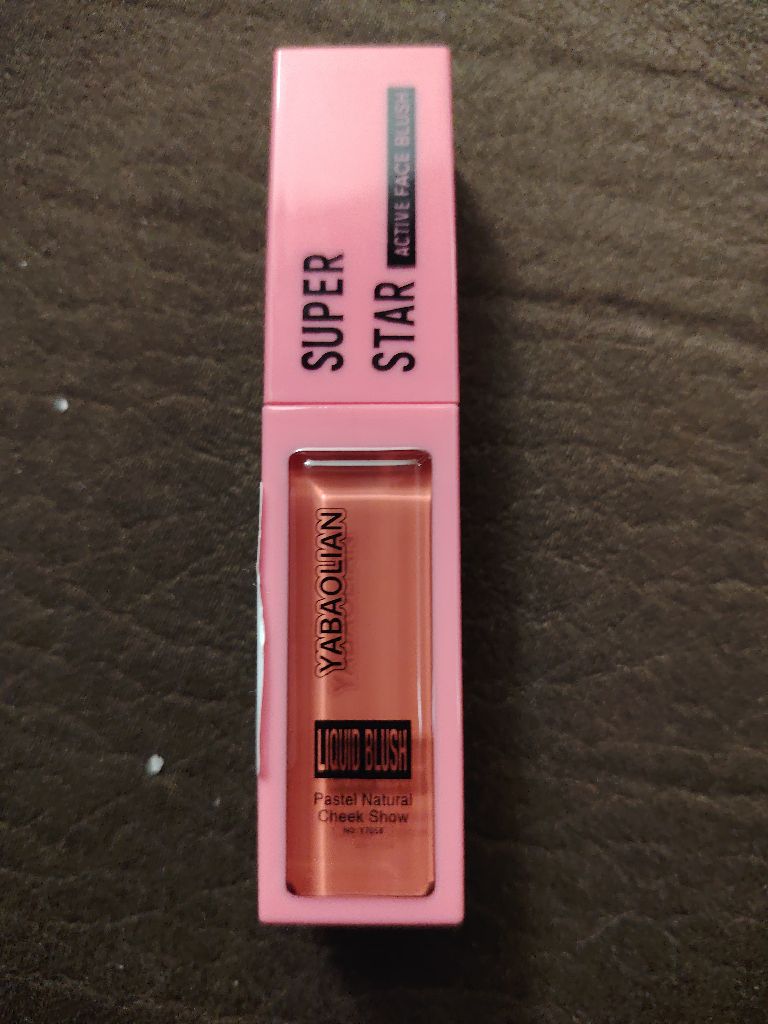 SUPER
STAR ACTIVE FACE BLUSH
YABAOLIAN
LIQUID BLUSH
Pastel Natural
Cheek Show